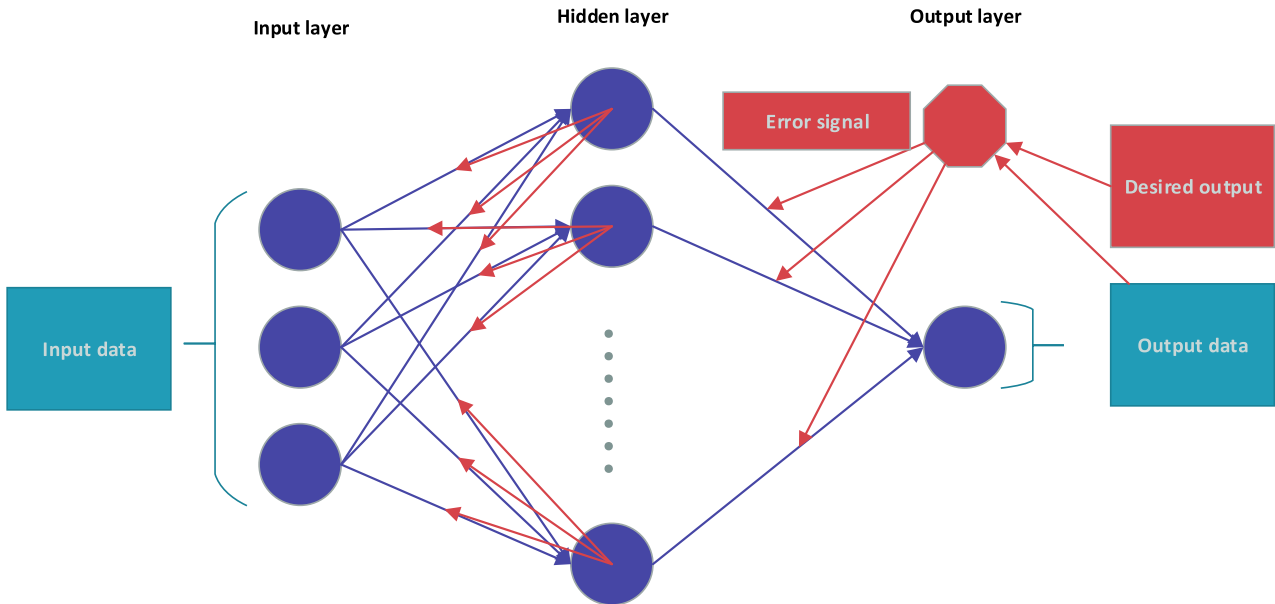 Input layer
Hidden layer
Output layer
Error signal
Desired output
Input data
Output data